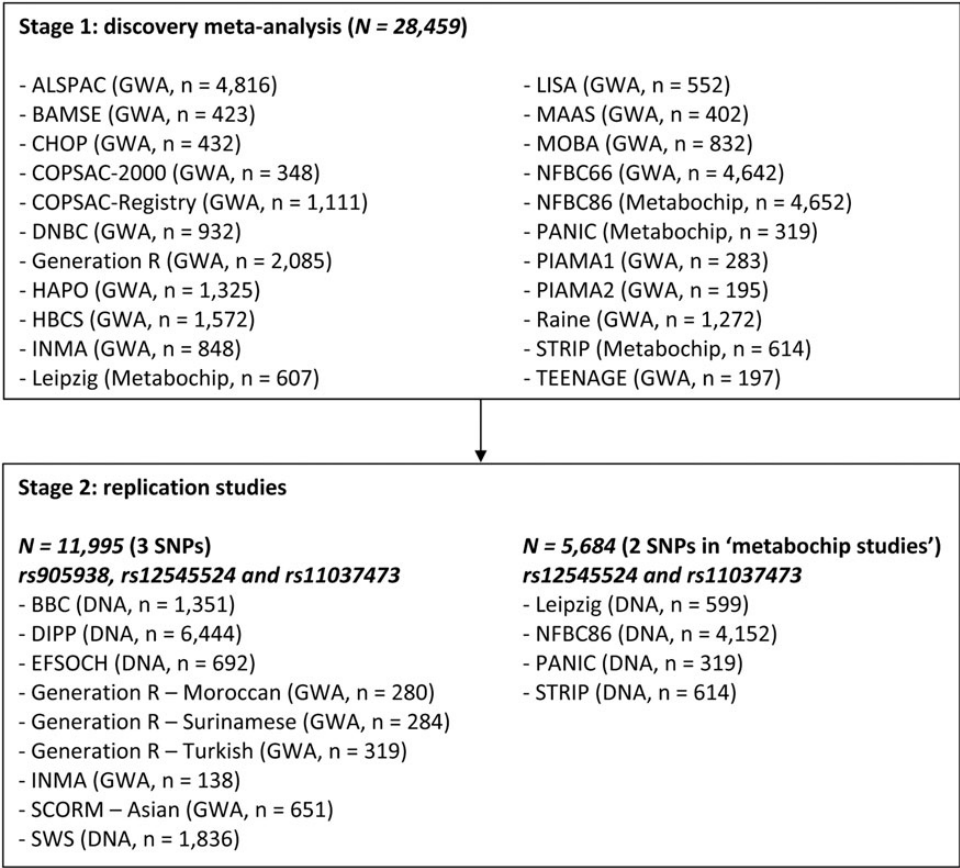 Stage 1: discovery meta-analysis (N = 28,459)
- ALSPAC (GWA, n = 4,816)
- BAMSE (GWA, n = 423)
- CHOP (GWA, n = 432)
- COPSAC-2000 (GWA, n = 348)
- COPSAC-Registry (GWA, n = 1,111)
- DNBC (GWA, n = 932)
- Generation R (GWA, n = 2,085)
- HAPO (GWA, n = 1,325)
- HBCS (GWA, n = 1,572)
- INMA (GWA, n = 848)
- Leipzig (Metabochip, n = 607)
- LISA (GWA, n = 552)
- MAAS (GWA, n = 402)
- MOBA (GWA, n = 832)
- NFBC66 (GWA, n = 4,642)
- NFBC86 (Metabochip, n = 4,652)
- PANIC (Metabochip, n = 319)
- PIAMA1 (GWA, n = 283)
- PIAMA2 (GWA, n = 195)
- Raine (GWA, n = 1,272)
- STRIP (Metabochip, n = 614)
- TEENAGE (GWA, n = 197)
Stage 2: replication studies
N = 11,995 (3 SNPs)
rs905938, rs12545524 and rs11037473
- BBC (DNA, n = 1,351)
- DIPP (DNA, n = 6,444)
- EFSOCH (DNA, n = 692)
- Generation R – Moroccan (GWA, n = 280)
- Generation R – Surinamese (GWA, n = 284)
- Generation R – Turkish (GWA, n = 319)
- INMA (GWA, n = 138)
- SCORM – Asian (GWA, n = 651)
- SWS (DNA, n = 1,836)
N = 5,684 (2 SNPs in ‘metabochip studies’)
rs12545524 and rs11037473
- Leipzig (DNA, n = 599)
- NFBC86 (DNA, n = 4,152)
- PANIC (DNA, n = 319)
- STRIP (DNA, n = 614)